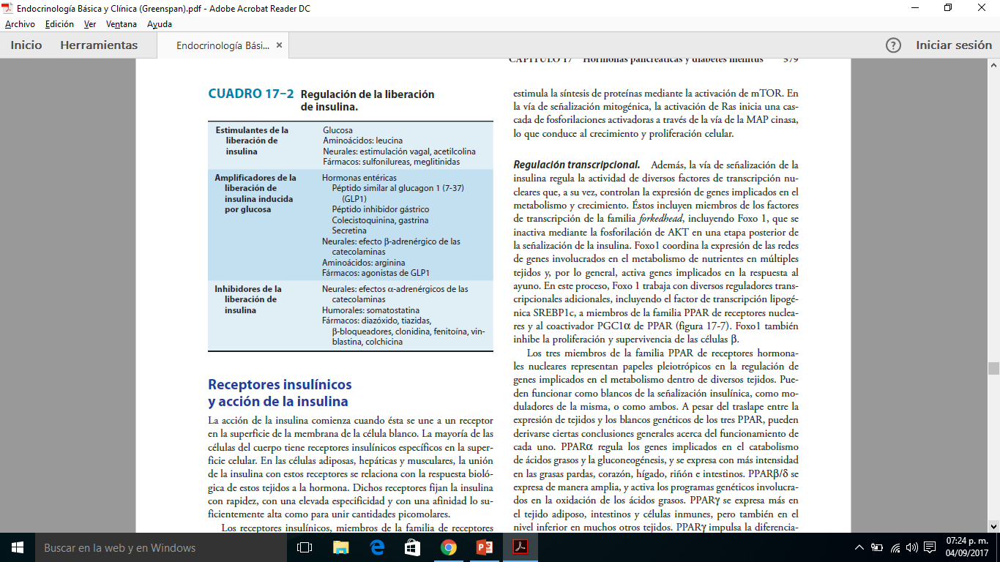 Endocrinología Básica y Clínica (Greenspan).pdf - Adobe Acrobat Reader DC
Archivo Edición Ver Ventana Ayuda
Inicio Herramientas Endocrinología Bási... × ? Iniciar sesión
CAPÍTULO 17 Hormonas pancreáticas y diabetes mellitus 579
CUADRO 17–2 Regulación de la liberación
de insulina.
Estimulantes de la
liberación de
insulina
Glucosa
Aminoácidos: leucina
Neurales: estimulación vagal, acetilcolina
Fármacos: sulfonilureas, meglitinidas
Amplificadores de la
liberación de
insulina inducida
por glucosa
Hormonas entéricas
Péptido similar al glucagon 1 (7-37)
(GLP1)
Péptido inhibidor gástrico
Colecistoquinina, gastrina
Secretina
Neurales: efecto β-adrenérgico de las
catecolaminas
Aminoácidos: arginina
Fármacos: agonistas de GLP1
Inhibidores de la
liberación de
insulina
Neurales: efectos α-adrenérgicos de las
catecolaminas
Humorales: somatostatina
Fármacos: diazóxido, tiazidas,
β-bloqueadores, clonidina, fenitoína, vin-
blastina, colchicina
Receptores insulínicos
y acción de la insulina
La acción de la insulina comienza cuando ésta se une a un receptor
en la superficie de la membrana de la célula blanco. La mayoría de las
células del cuerpo tiene receptores insulínicos específicos en la super-
ficie celular. En las células adiposas, hepáticas y musculares, la unión
de la insulina con estos receptores se relaciona con la respuesta bioló-
gica de estos tejidos a la hormona. Dichos receptores fijan la insulina
con rapidez, con una elevada especificidad y con una afinidad lo su-
ficientemente alta como para unir cantidades picomolares.
Los receptores insulínicos, miembros de la familia de receptores
estimula la síntesis de proteínas mediante la activación de mTOR. En
la vía de señalización mitogénica, la activación de Ras inicia una cas-
cada de fosforilaciones activadoras a través de la vía de la MAP cinasa,
lo que conduce al crecimiento y proliferación celular.
Regulación transcripcional. Además, la vía de señalización de la
insulina regula la actividad de diversos factores de transcripción nu-
cleares que, a su vez, controlan la expresión de genes implicados en el
metabolismo y crecimiento. Éstos incluyen miembros de los factores
de transcripción de la familia forkedhead, incluyendo Foxo 1, que se
inactiva mediante la fosforilación de AKT en una etapa posterior de
la señalización de la insulina. Foxo1 coordina la expresión de las redes
de genes involucrados en el metabolismo de nutrientes en múltiples
tejidos y, por lo general, activa genes implicados en la respuesta al
ayuno. En este proceso, Foxo 1 trabaja con diversos reguladores trans-
cripcionales adicionales, incluyendo el factor de transcripción lipogé-
nica SREBP1c, a miembros de la familia PPAR de receptores nuclea-
res y al coactivador PGC1α de PPAR (figura 17-7). Foxo1 también
inhibe la proliferación y supervivencia de las células β.
Los tres miembros de la familia PPAR de receptores hormona-
les nucleares representan papeles pleiotrópicos en la regulación de
genes implicados en el metabolismo dentro de diversos tejidos. Pue-
den funcionar como blancos de la señalización insulínica, como mo-
duladores de la misma, o como ambos. A pesar del traslape entre la
expresión de tejidos y los blancos genéticos de los tres PPAR, pueden
derivarse ciertas conclusiones generales acerca del funcionamiento de
cada uno. PPARα regula los genes implicados en el catabolismo
de ácidos grasos y la gluconeogénesis, y se expresa con más intensidad
en las grasas pardas, corazón, hígado, riñón e intestinos. PPARβ/δ se
expresa de manera amplia, y activa los programas genéticos involucra-
dos en la oxidación de los ácidos grasos. PPARγ se expresa más en
el tejido adiposo, intestinos y células inmunes, pero también en el
nivel inferior en muchos otros tejidos. PPARγ impulsa la diferencia-
Buscar en la web y en Windows
07:24 p. m.
04/09/2017